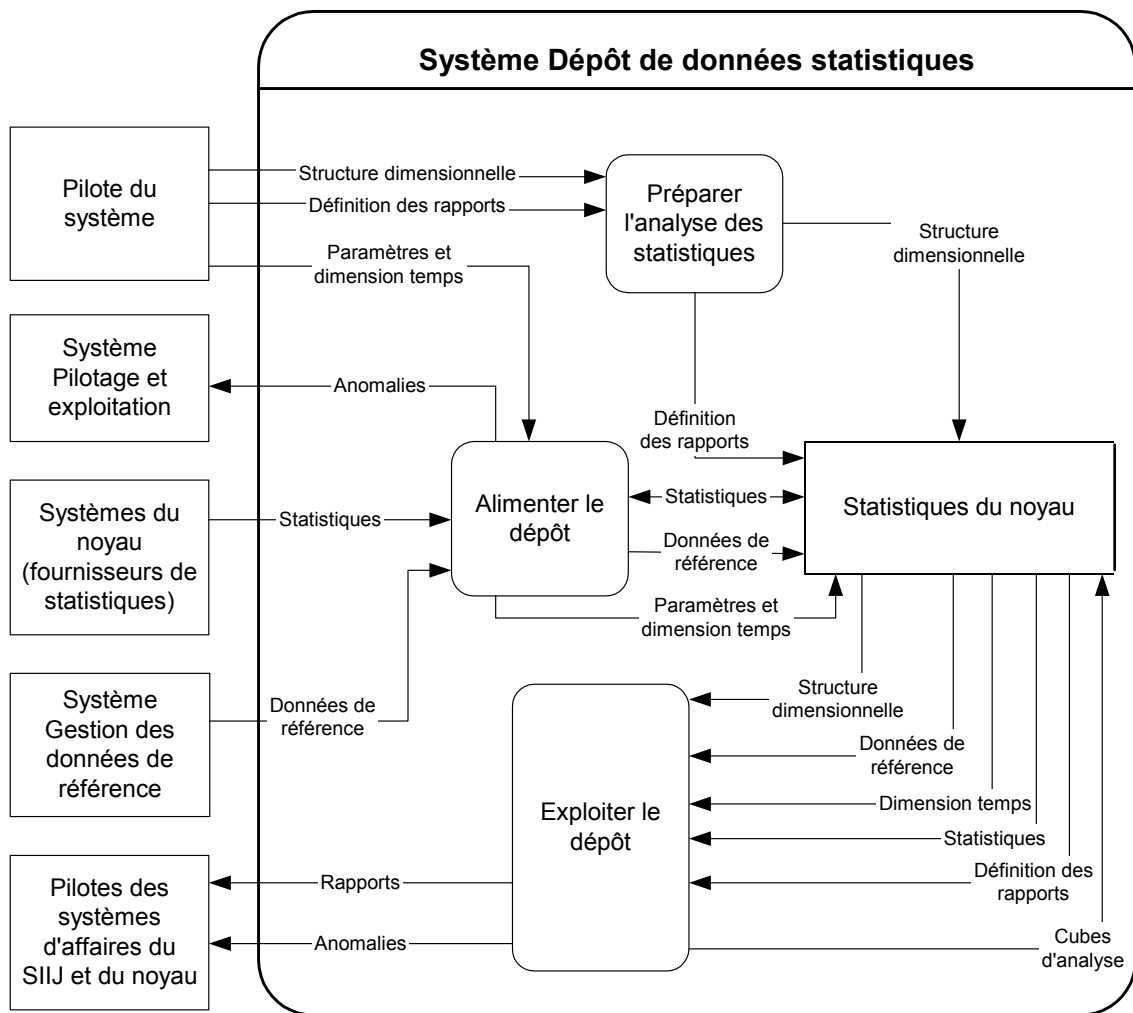 Système Dépôt de données statistiques
Pilote du
système
Structure dimensionnelle
Définition des rapports
Paramètres et
dimension temps
Préparer
l'analyse des
statistiques
Structure
dimensionnelle
Système
Pilotage et
exploitation
Anomalies
Définition
des rapports
Systèmes du
noyau
(fournisseurs de
statistiques)
Statistiques
Alimenter le
dépôt
Statistiques
Données de
référence
Paramètres et
dimension temps
Statistiques du noyau
Système
Gestion des
données de
référence
Données de
référence
Exploiter le
dépôt
Structure
dimensionnelle
Données de
référence
Dimension temps
Statistiques
Définition des
rapports
Cubes
d'analyse
Pilotes des
systèmes
d'affaires du
SIIJ et du noyau
Rapports
Anomalies